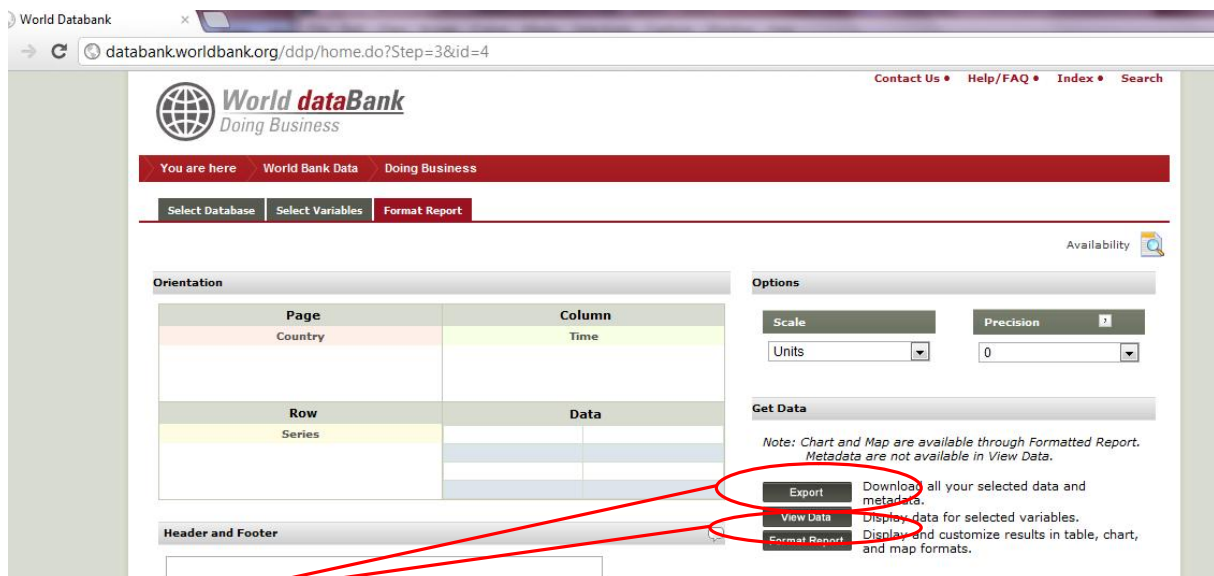 World Databank
databank.worldbank.org/ddp/home.do?Step=3&id=4
Contact Us • Help/FAQ • Index • Search
World dataBank
Doing Business
You are here World Bank Data Doing Business
Select Database Select Variables Format Report
Availability
Orientation
Page Column
Country Time
Row Data
Series
Header and Footer
Options
Scale Precision
Units 0
Get Data
Note: Chart and Map are available through Formatted Report.
Metadata are not available in View Data.
Export Download all your selected data and
metadata.
View Data Display data for selected variables.
Format Report Display and customize results in table, chart,
and map formats.